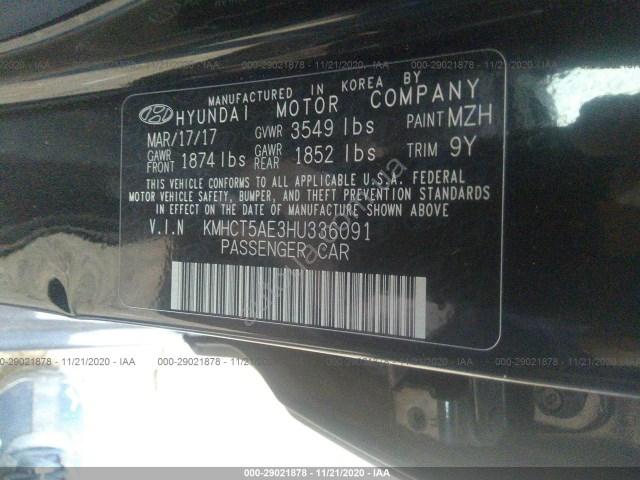 000-29021878 - 11/21/2020 - IAA
MANUFACTURED IN KOREA BY
HYUNDAI MOTOR COMPANY
MAR/17/17 GVWR 3549 lbs PAINT MZH
GAWR FRONT 1874 lbs GAWR REAR 1852 lbs TRIM 9Y
THIS VEHICLE CONFORMS TO ALL APPLICABLE U.S.A. FEDERAL
MOTOR VEHICLE SAFETY, BUMPER, AND THEFT PREVENTION STANDARDS
IN EFFECT ON THE DATE OF MANUFACTURE SHOWN ABOVE.
V.I.N KMHCT5AE3HU336091
PASSENGER CAR
000-29021878 - 11/21/2020 - IAA
000-29021878 - 11/21/2020 - IAA